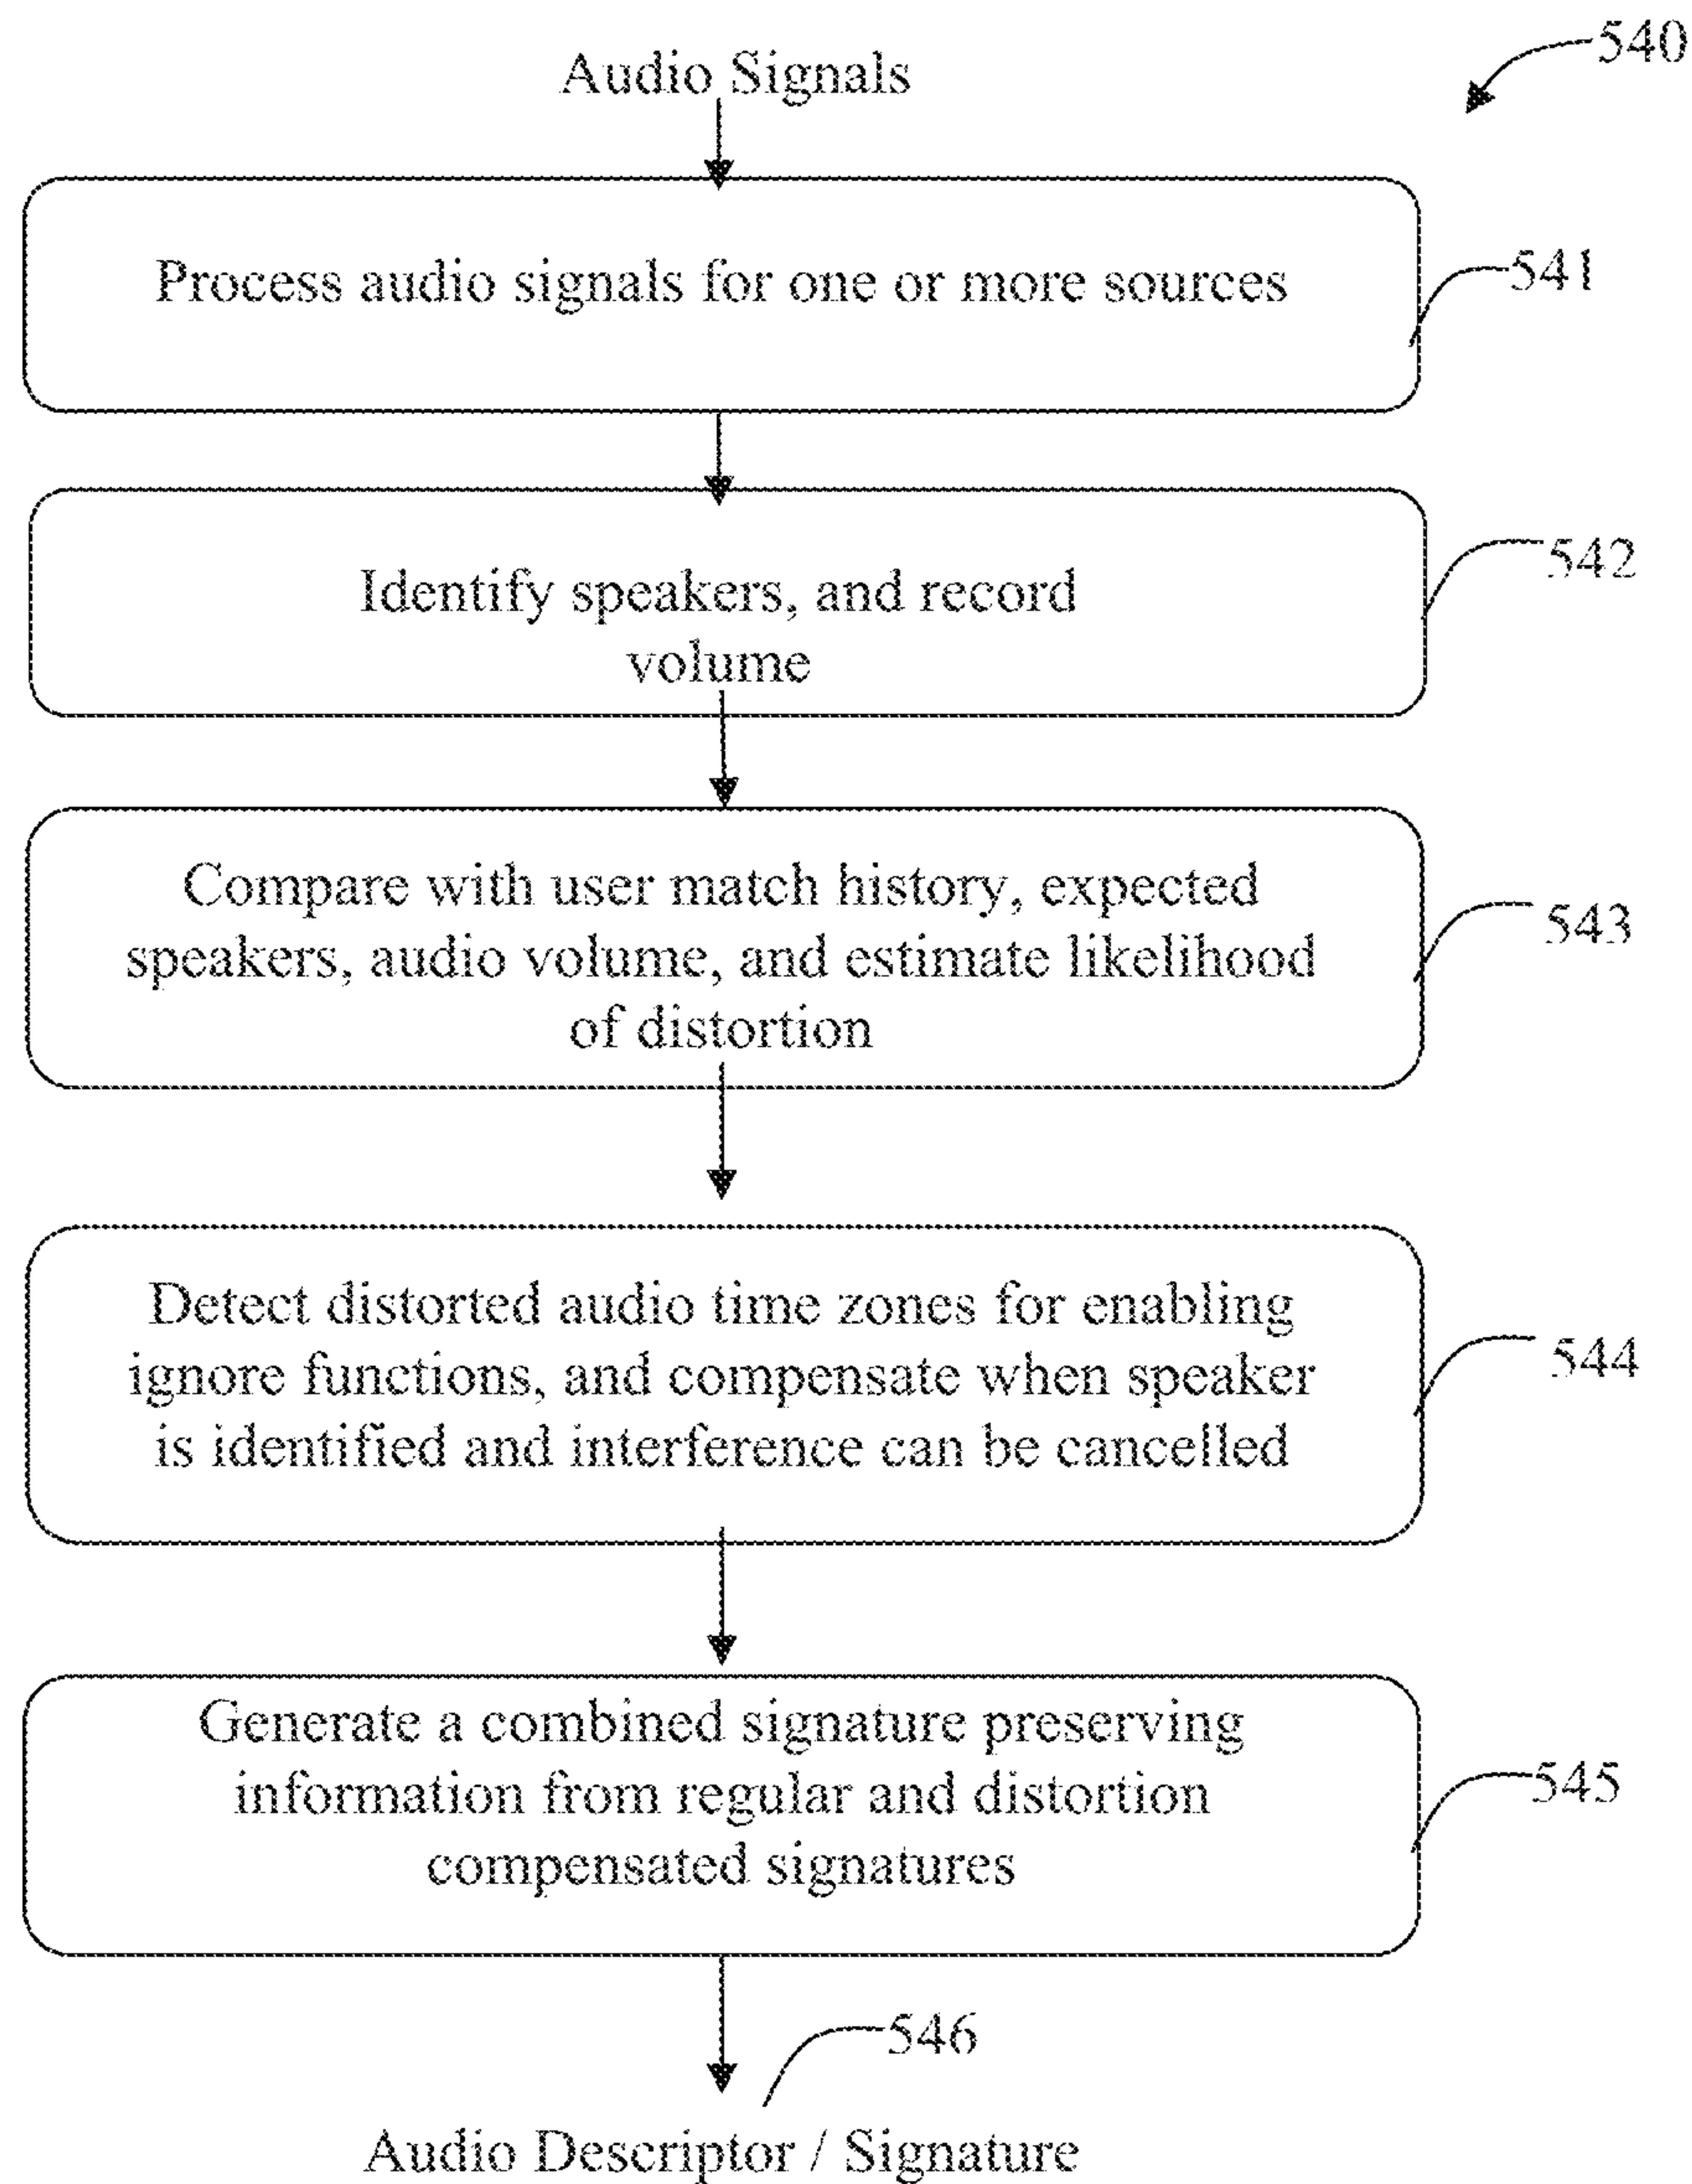 540
Audio Signals
Process audio signals for one or more sources
541
Identify speakers, and record
volume
542
Compare with user match history, expected
speakers, audio volume, and estimate likelihood
of distortion
543
Detect distorted audio time zones for enabling
ignore functions, and compensate when speaker
is identified and interference can be cancelled
544
Generate a combined signature preserving
information from regular and distortion
compensated signatures
545
546
Audio Descriptor / Signature